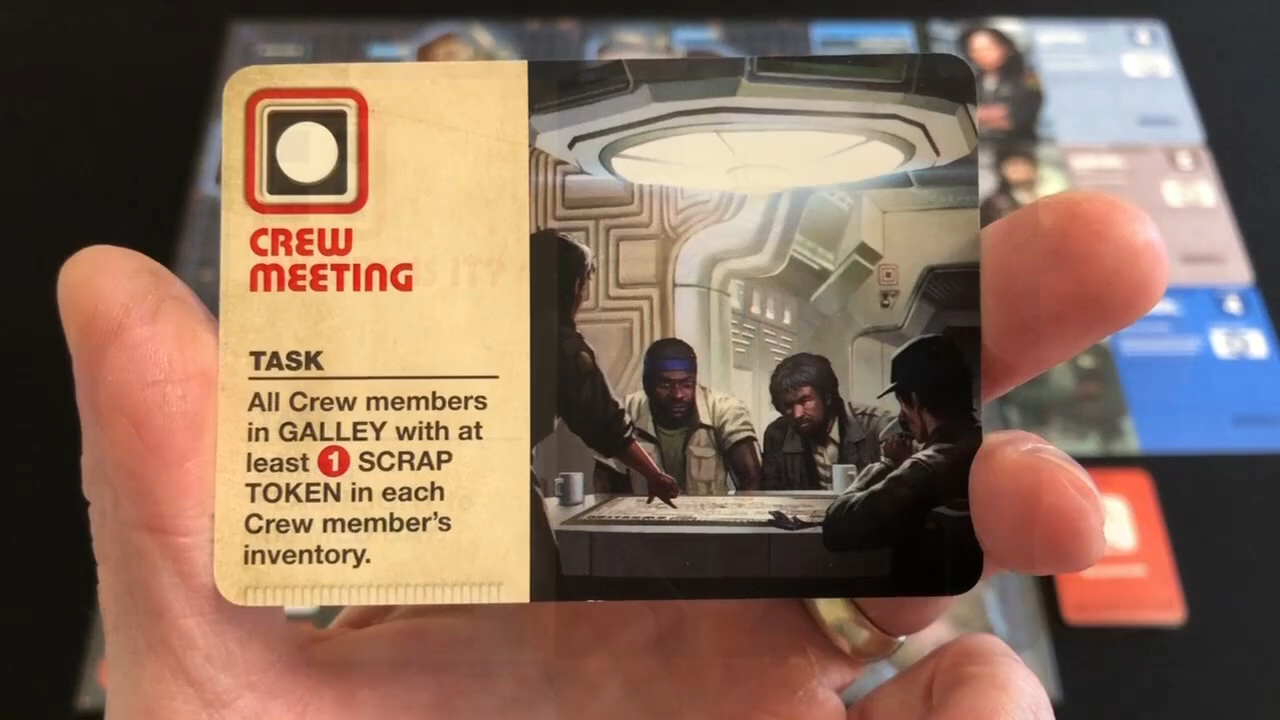 CREW
MEETING
TASK
All Crew members
in GALLEY with at
least 1 SCRAP
TOKEN in each
Crew member's
inventory.